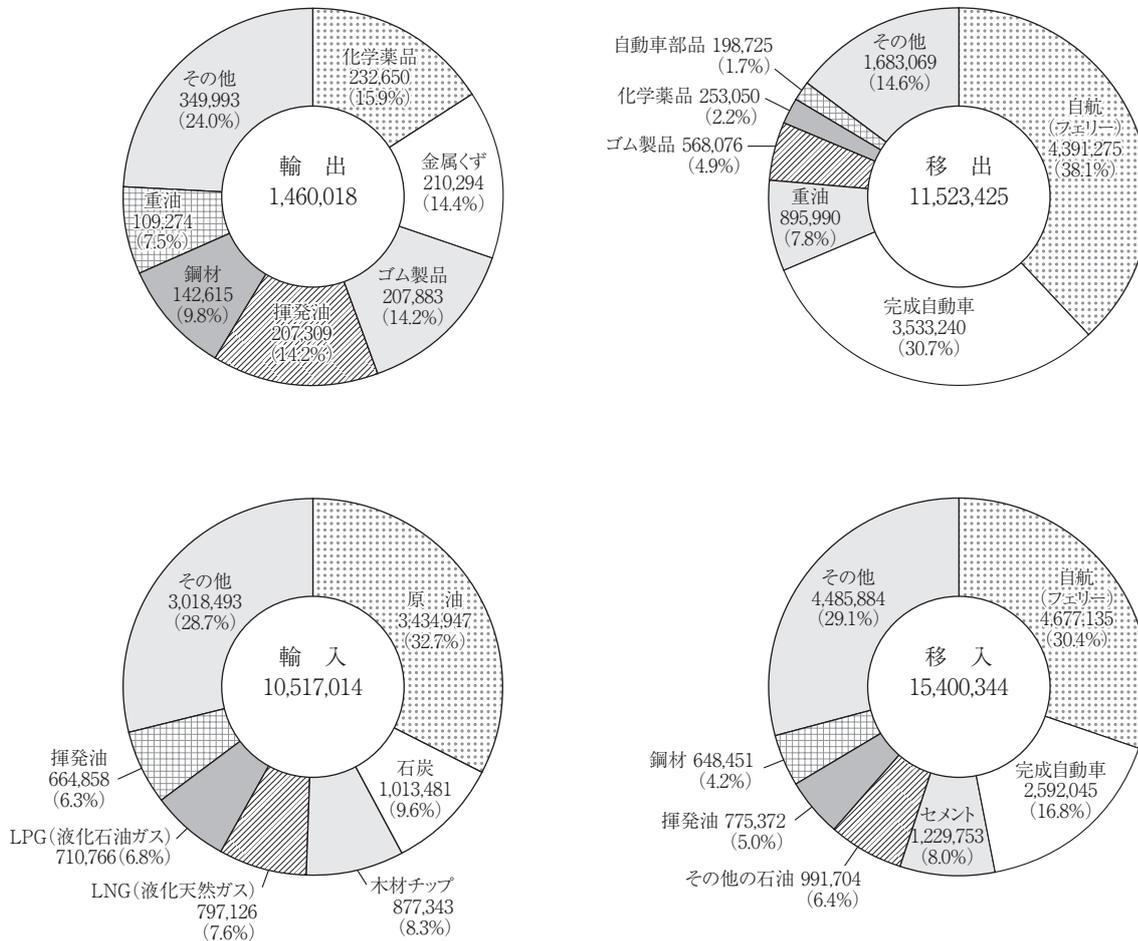 輸　出
1,460,018
化学薬品
232,650
（15.9%）
金属くず
210,294
（14.4%）
ゴム製品
207,883
（14.2%）
揮発油
207,309
（14.2%）
鋼材
142,615
（9.8%）
重油
109,274
（7.5%）
その他
349,993
（24.0%）
移　出
11,523,425
自航
（フェリー）
4,391,275
（38.1%）
完成自動車
3,533,240
（30.7%）
重油
895,990
（7.8%）
ゴム製品 568,076
（4.9%）
化学薬品 253,050
（2.2%）
自動車部品 198,725
（1.7%）
その他
1,683,069
（14.6%）
輸　入
10,517,014
原　油
3,434,947
（32.7%）
石炭
1,013,481
（9.6%）
木材チップ
877,343
（8.3%）
LNG（液化天然ガス）
797,126
（7.6%）
LPG（液化石油ガス）
710,766（6.8%）
揮発油
664,858
（6.3%）
その他
3,018,493
（28.7%）
移　入
15,400,344
自航
（フェリー）
4,677,135
（30.4%）
完成自動車
2,592,045
（16.8%）
セメント
1,229,753
（8.0%）
その他の石油 991,704
（6.4%）
揮発油 775,372
（5.0%）
鋼材 648,451
（4.2%）
その他
4,485,884
（29.1%）